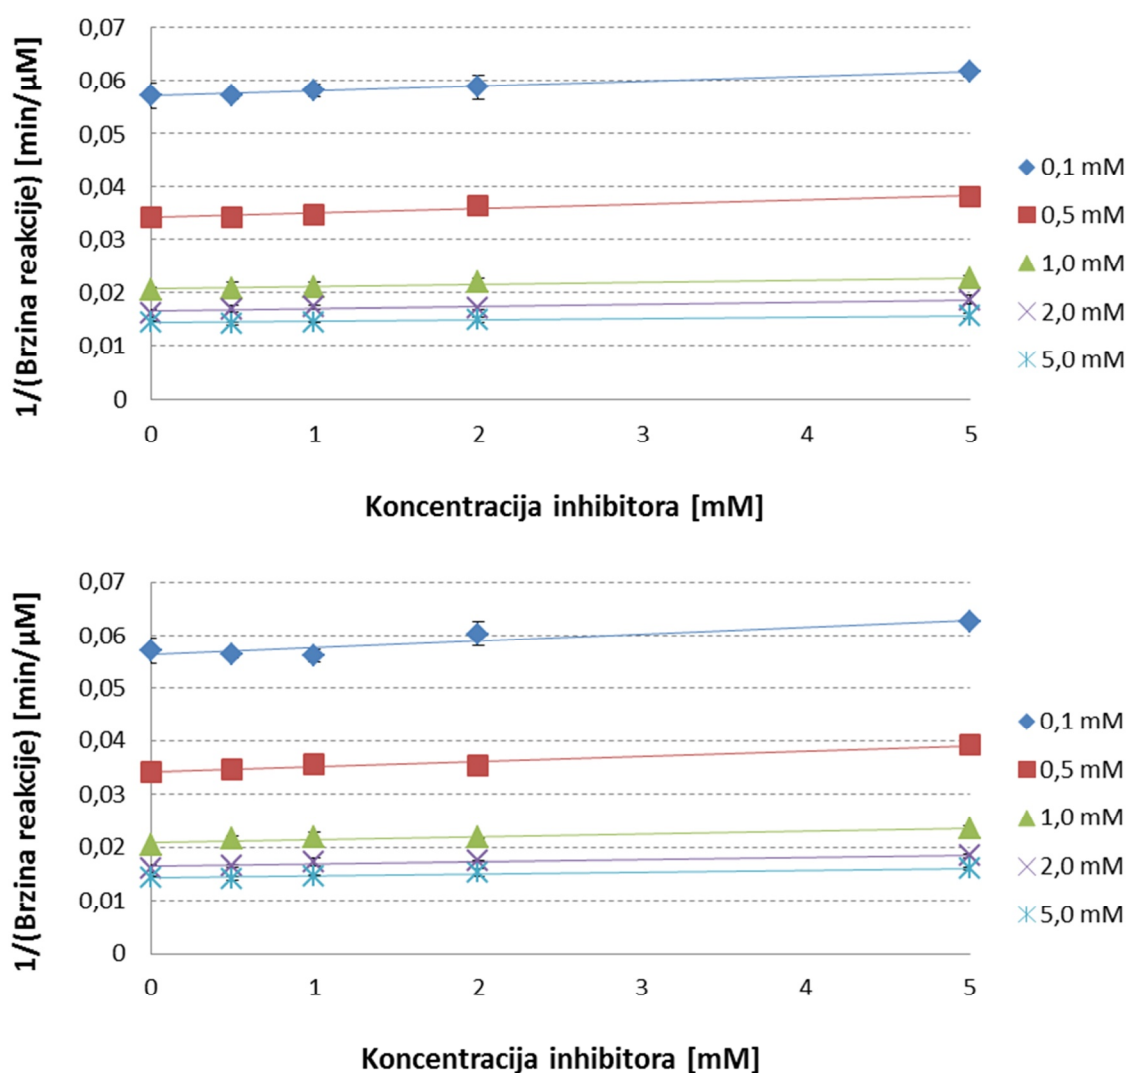 1/(Brzina reakcije) [min/µM]
0,07
0,06
0,05
0,04
0,03
0,02
0,01
0
0 1 2 3 4 5
Koncentracija inhibitora [mM]
0,1 mM
0,5 mM
1,0 mM
2,0 mM
5,0 mM
1/(Brzina reakcije) [min/µM]
0,07
0,06
0,05
0,04
0,03
0,02
0,01
0
0 1 2 3 4 5
Koncentracija inhibitora [mM]
0,1 mM
0,5 mM
1,0 mM
2,0 mM
5,0 mM